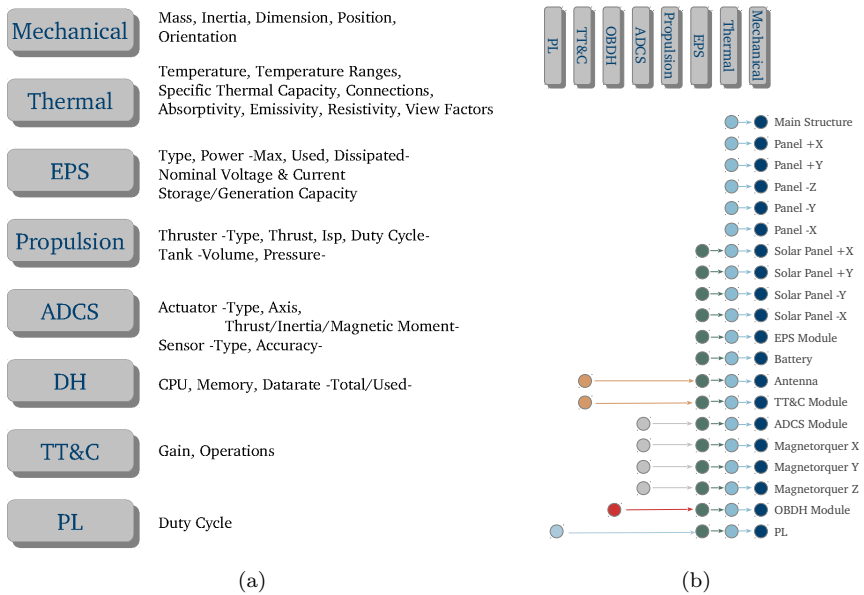 Mechanical
Mass, Inertia, Dimension, Position,
Orientation
Thermal
Temperature, Temperature Ranges,
Specific Thermal Capacity, Connections,
Absorptivity, Emissivity, Resistivity, View Factors
EPS
Type, Power -Max, Used, Dissipated-
Nominal Voltage & Current
Storage/Generation Capacity
Propulsion
Thruster -Type, Thrust, Isp, Duty Cycle-
Tank -Volume, Pressure-
ADCS
Actuator -Type, Axis,
Thrust/Inertia/Magnetic Moment-
Sensor -Type, Accuracy-
DH
CPU, Memory, Datarate -Total/Used-
TT&C
Gain, Operations
PL
Duty Cycle
(a)
PL
TT&C
OBDH
ADCS
Propulsion
EPS
Thermal
Mechanical
Main Structure
Panel +X
Panel +Y
Panel -Z
Panel -Y
Panel -X
Solar Panel +X
Solar Panel +Y
Solar Panel -Y
Solar Panel -X
EPS Module
Battery
Antenna
TT&C Module
ADCS Module
Magnetorquer X
Magnetorquer Y
Magnetorquer Z
OBDH Module
PL
(b)